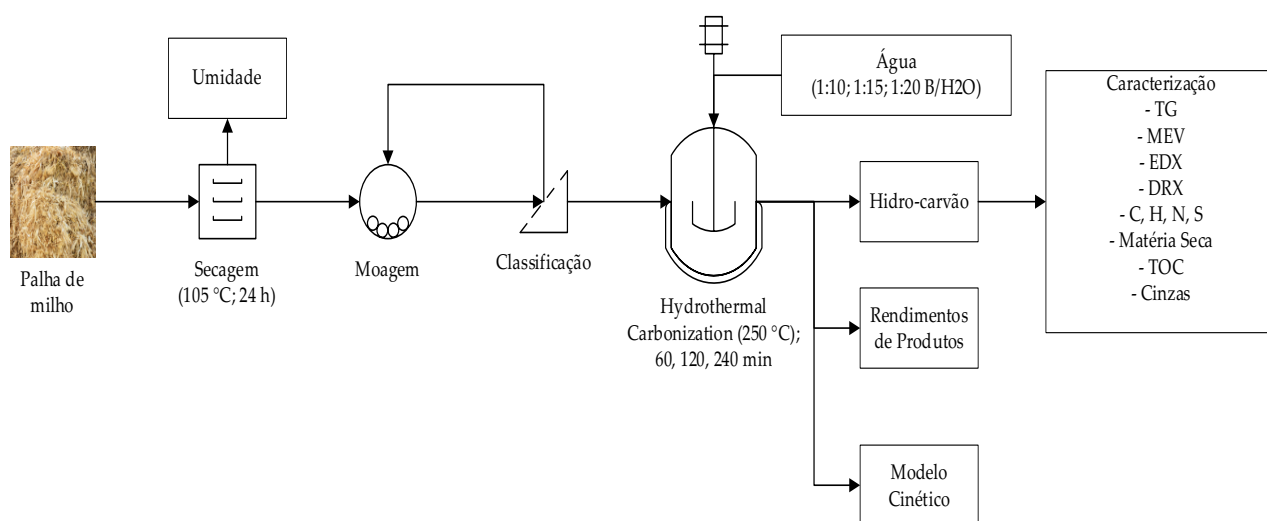 Umidade
Palha de
milho
Secagem
(105 °C; 24 h)
Moagem
Classificação
Água
(1:10; 1:15; 1:20 B/H2O)
Hydrothermal
Carbonization (250 °C);
60, 120, 240 min
Hidro-carvão
Rendimentos
de Produtos
Modelo
Cinético
Caracterização
- TG
- MEV
- EDX
- DRX
- C, H, N, S
- Matéria Seca
- TOC
- Cinzas